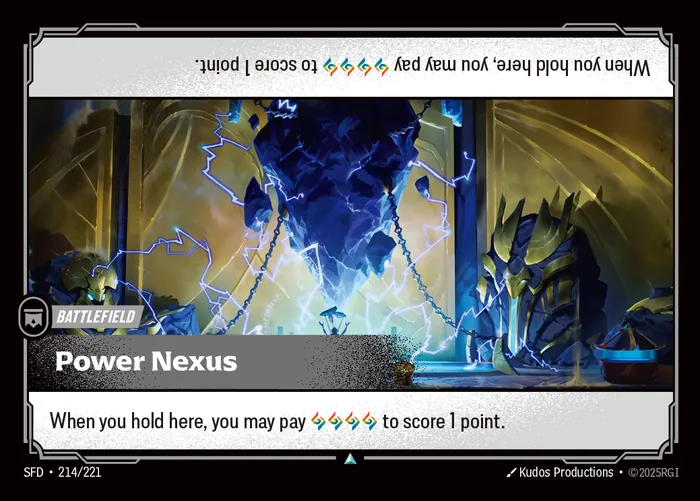 When you hold here, you may pay to score 1 point.
BATTLEFIELD
Power Nexus
When you hold here, you may pay to score 1 point.
SFD • 214/221
Kudos Productions • ©2025RGI